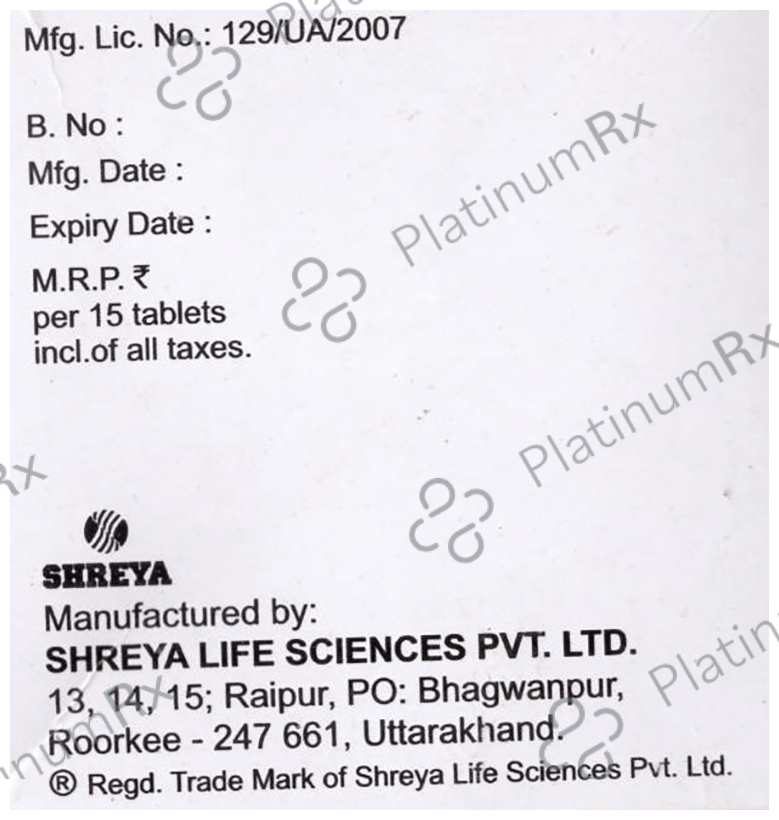 Mfg. Lic. No.: 129/UA/2007
B. No :
Mfg. Date :
Expiry Date :
M.R.P. ₹
per 15 tablets
incl.of all taxes.
PlatinumRx
PlatinumRx
SHREYA
Manufactured by:
SHREYA LIFE SCIENCES PVT. LTD.
13, 14, 15; Raipur, PO: Bhagwanpur,
Roorkee - 247 661, Uttarakhand.
® Regd. Trade Mark of Shreya Life Sciences Pvt. Ltd.